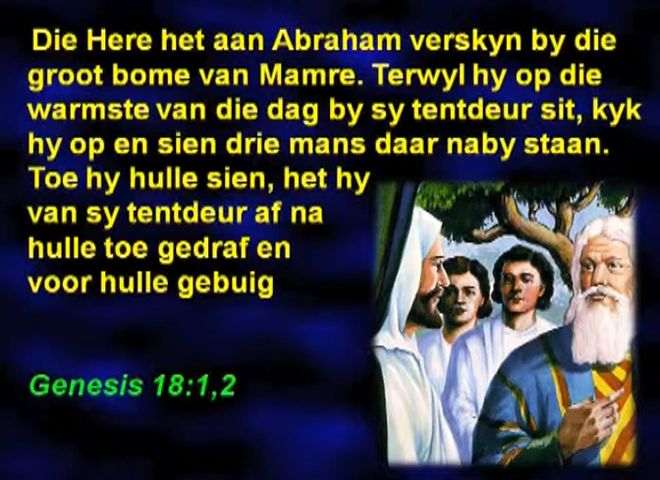 Die Here het aan Abraham verskyn by die
groot bome van Mamre. Terwyl hy op die
warmste van die dag by sy tentdeur sit, kyk
hy op en sien drie mans daar naby staan.
Toe hy hulle sien, het hy
van sy tentdeur af na
hulle toe gedraf en
voor hulle gebuig
Genesis 18:1,2